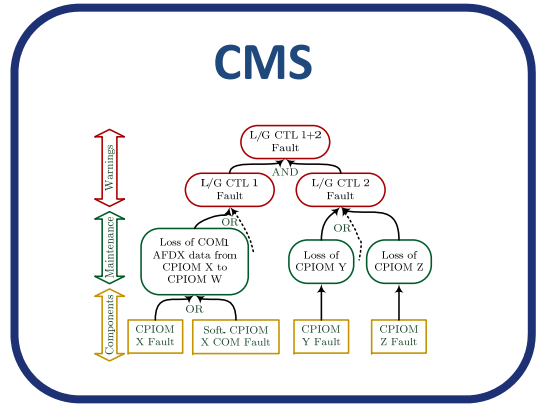 CMS
L/G CTL 1+2
Fault
AND
L/G CTL 1
Fault
L/G CTL 2
Fault
OR
OR
Loss of COM1
AFDX data from
CPIOM X to
CPIOM W
Loss of
CPIOM Y
Loss of
CPIOM Z
OR
CPIOM
X Fault
Soft. CPIOM
X COM Fault
CPIOM
Y Fault
CPIOM
Z Fault
Warnings
Maintenance
Components